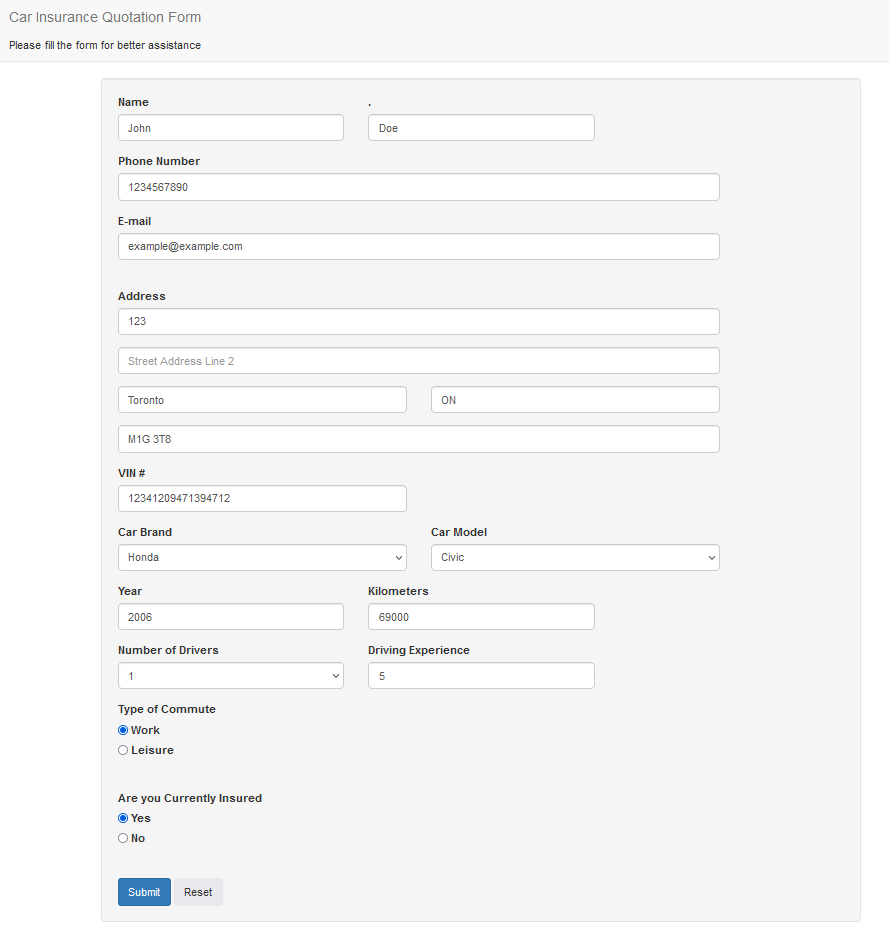 Car Insurance Quotation Form
Please fill the form for better assistance
Name .
John Doe
Phone Number
1234567890
E-mail
example@example.com
Address
123
Street Address Line 2
Toronto ON
M1G 3T8
VIN #
12341209471394712
Car Brand Car Model
Honda Civic
Year Kilometers
2006 69000
Number of Drivers Driving Experience
1 5
Type of Commute
Work
Leisure
Are you Currently Insured
Yes
No
Submit Reset